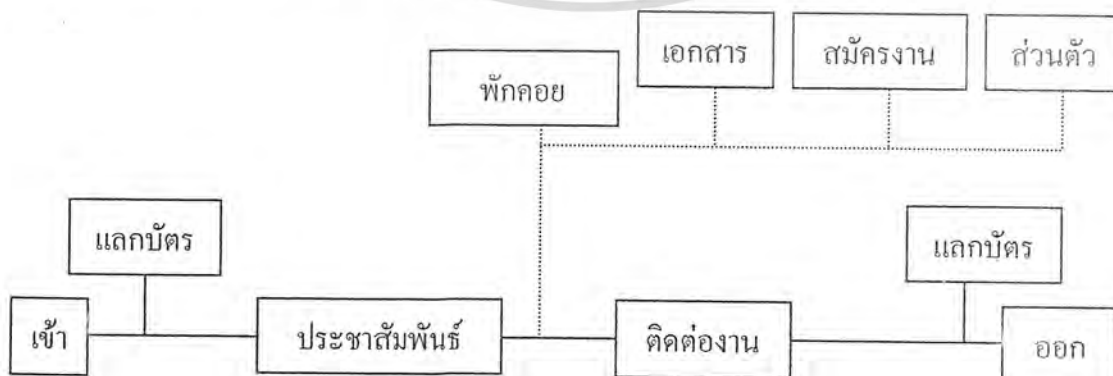 เอกสาร
สมัครงาน
ส่วนตัว
พักคอย
แลกบัตร
แลกบัตร
เข้า
ประชาสัมพันธ์
ติดต่องาน
ออก